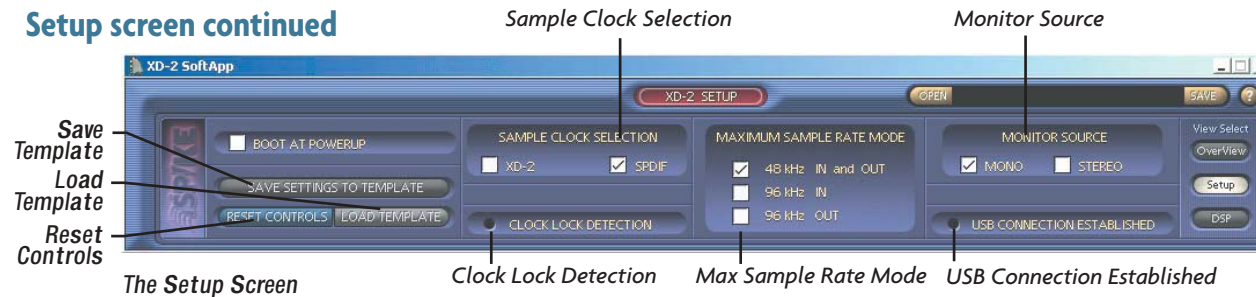 Setup screen continued
Sample Clock Selection
Monitor Source
XD-2 SoftApp
XD-2 SETUP
OPEN
SAVE
?
Save
Template
Load
Template
Reset
Controls
BOOT AT POWERUP
SAVE SETTINGS TO TEMPLATE
RESET CONTROLS
LOAD TEMPLATE
SAMPLE CLOCK SELECTION
XD-2
SPDIF
CLOCK LOCK DETECTION
MAXIMUM SAMPLE RATE MODE
48 kHz IN and OUT
96 kHz IN
96 kHz OUT
MONITOR SOURCE
MONO
STEREO
USB CONNECTION ESTABLISHED
View Select
OverView
Setup
DSP
The Setup Screen
Clock Lock Detection
Max Sample Rate Mode
USB Connection Established